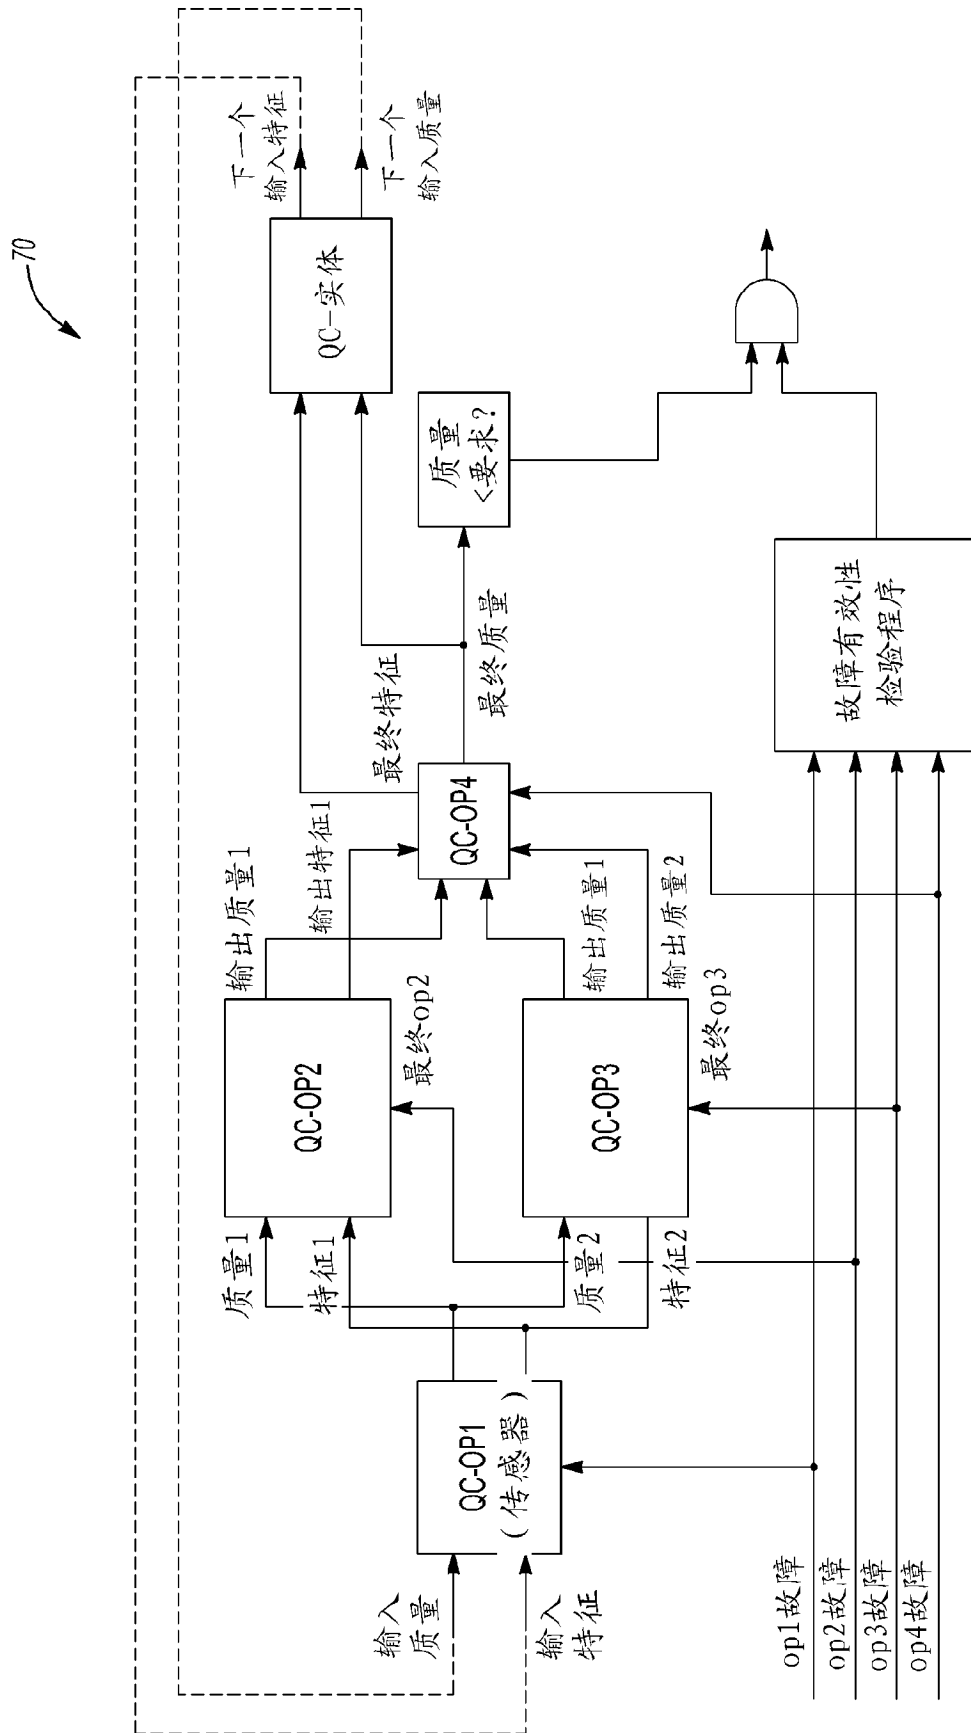 70
下一个
输入特征
下一个
输入质量
QC-实体
质量
<要求?
最终特征
最终质量
故障有效性
检验程序
QC-OP4
输出质量1
输出特征1
输出质量1
输出质量2
QC-OP2
最终op2
QC-OP3
最终op3
质量1
特征1
质量2
特征2
QC-OP1
(传感器)
输入
质量
输入
特征
op1故障
op2故障
op3故障
op4故障